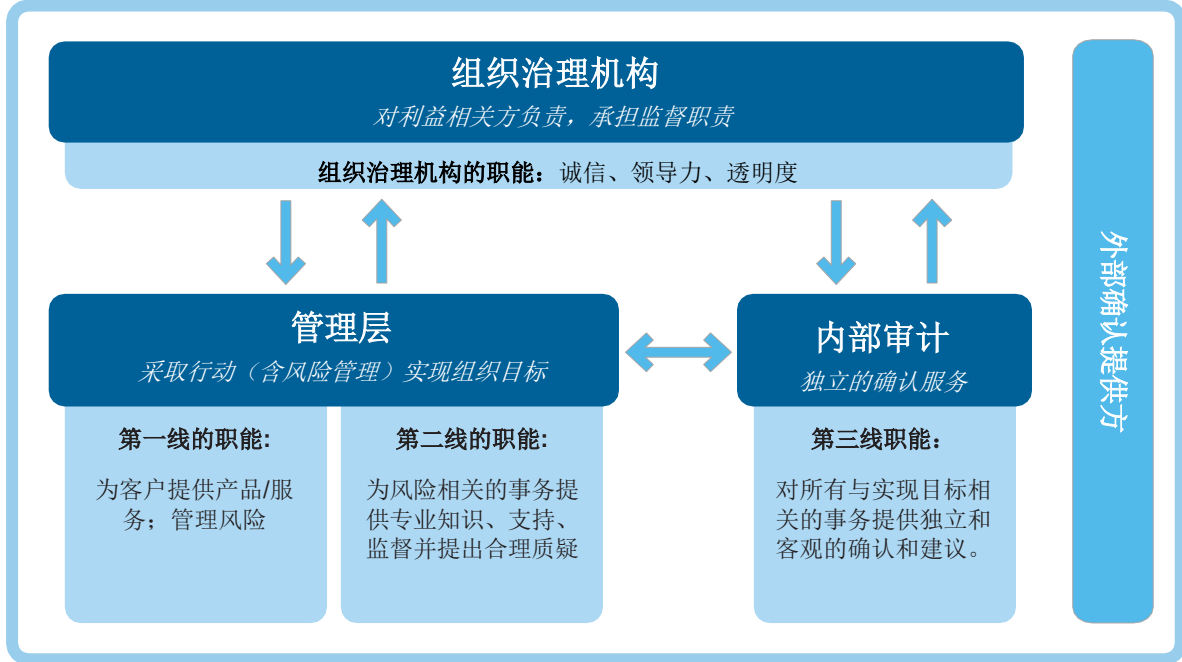 组织治理机构
对利益相关方负责，承担监督职责
组织治理机构的职能：诚信、领导力、透明度
管理层
采取行动（含风险管理）实现组织目标
内部审计
独立的确认服务
第一线的职能:
为客户提供产品/服
务；管理风险
第二线的职能:
为风险相关的事务提
供专业知识、支持、
监督并提出合理质疑
第三线职能：
对所有与实现目标相
关的事务提供独立和
客观的确认和建议。
外部确认提供方